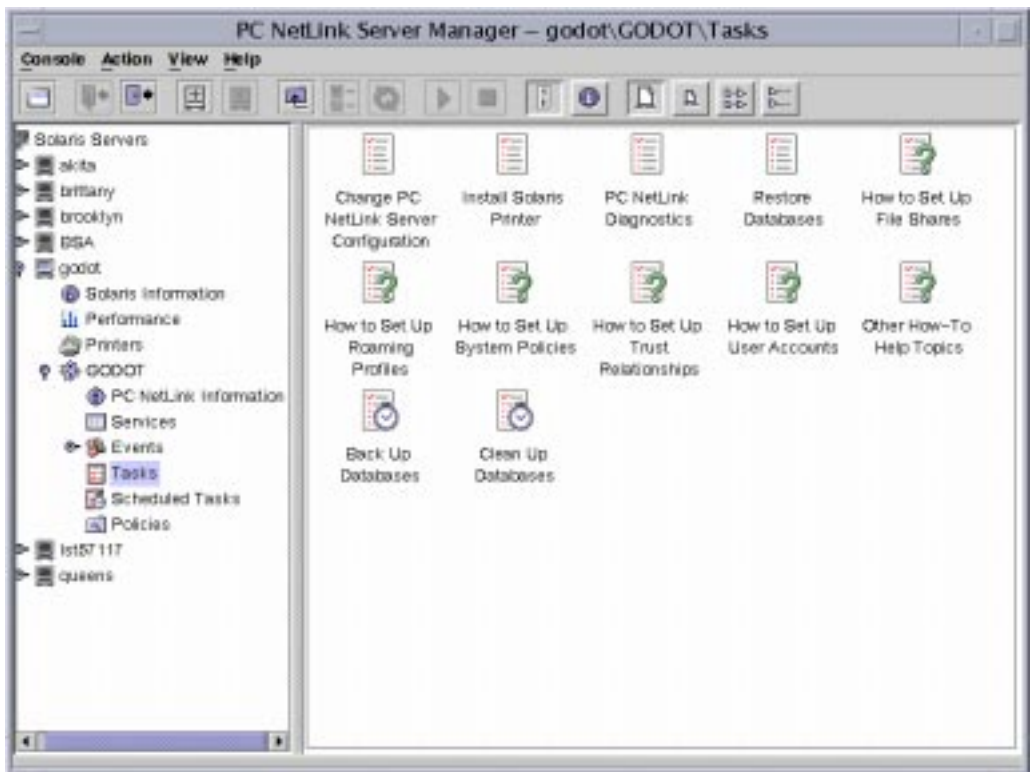 PC NetLink Server Manager – godot\GODOT\Tasks
Console Action View Help
Solaris Servers
akita
brittany
brooklyn
BSA
godot
Solaris Information
Performance
Printers
GODOT
PC NetLink Information
Services
Events
Tasks
Scheduled Tasks
Policies
queens
Change PC
NetLink Server
Configuration
Install Solaris
Printer
PC NetLink
Diagnostics
Restore
Databases
How to Set Up
File Shares
How to Set Up
Roaming
Profiles
How to Set Up
System Policies
How to Set Up
Trust
Relationships
How to Set Up
User Accounts
Other How-To
Help Topics
Back Up
Databases
Clean Up
Databases